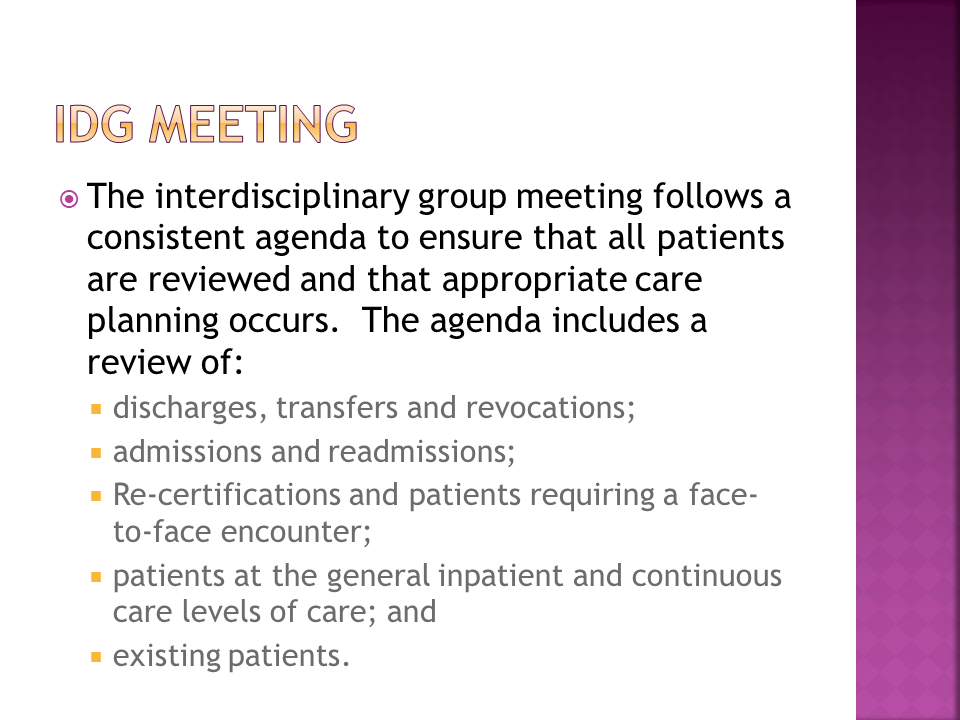 IDG MEETING
The interdisciplinary group meeting follows a
consistent agenda to ensure that all patients
are reviewed and that appropriate care
planning occurs.  The agenda includes a
review of:
discharges, transfers and revocations;
admissions and readmissions;
Re-certifications and patients requiring a face-
to-face encounter;
patients at the general inpatient and continuous
care levels of care; and
existing patients.